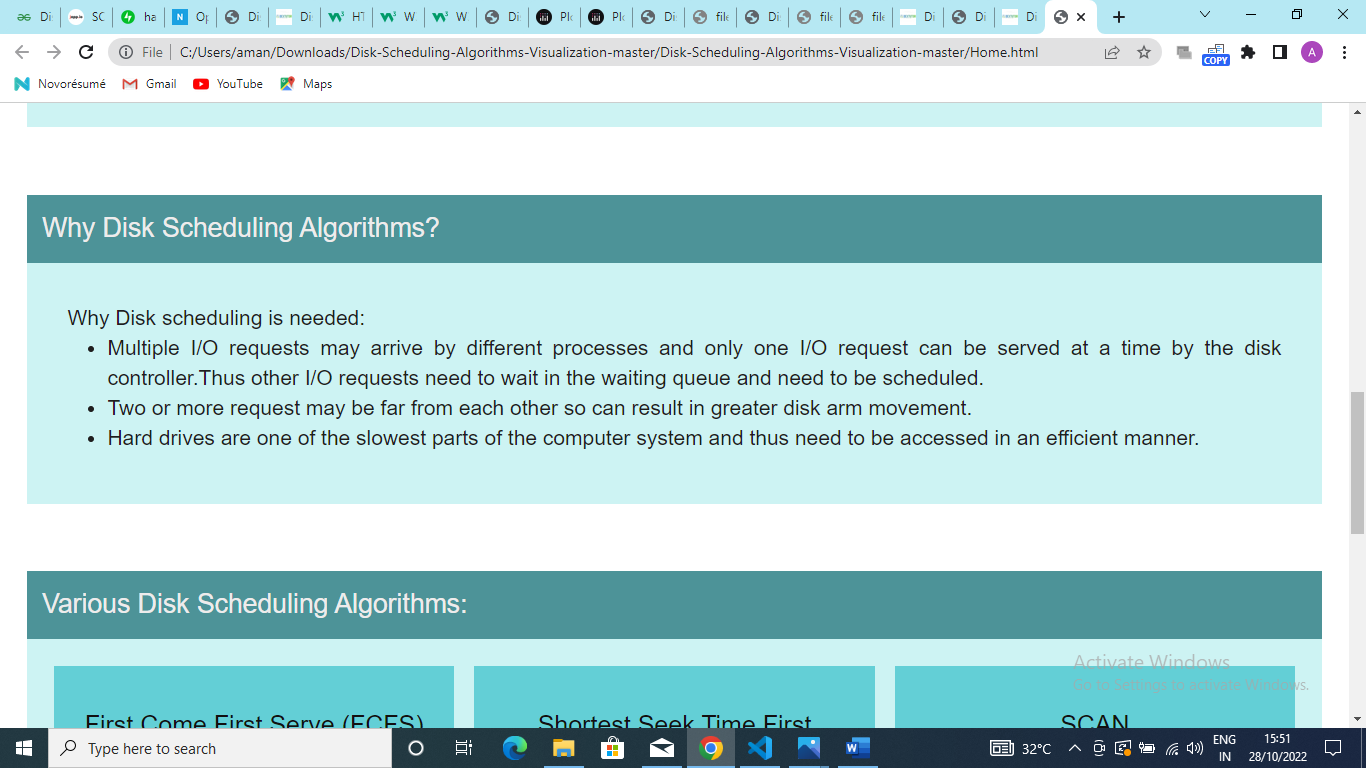 Di
SC
ha
O
Di
Di
HT
W
W
Di
Plo
Plo
Di
file
Di
file
file
Di
Di
Di
File
C:/Users/aman/Downloads/Disk-Scheduling-Algorithms-Visualization-master/Disk-Scheduling-Algorithms-Visualization-master/Home.html
COPY
A
Novorésumé
Gmail
YouTube
Maps
Why Disk Scheduling Algorithms?
Why Disk scheduling is needed:
• Multiple I/O requests may arrive by different processes and only one I/O request can be served at a time by the disk
controller.Thus other I/O requests need to wait in the waiting queue and need to be scheduled.
• Two or more request may be far from each other so can result in greater disk arm movement.
• Hard drives are one of the slowest parts of the computer system and thus need to be accessed in an efficient manner.
Various Disk Scheduling Algorithms:
Activate Windows
Go to Settings to activate Windows.
First Come First Serve (FCFS)
Shortest Seek Time First
SCAN
Type here to search
32°C
ENG
IN
15:51
28/10/2022